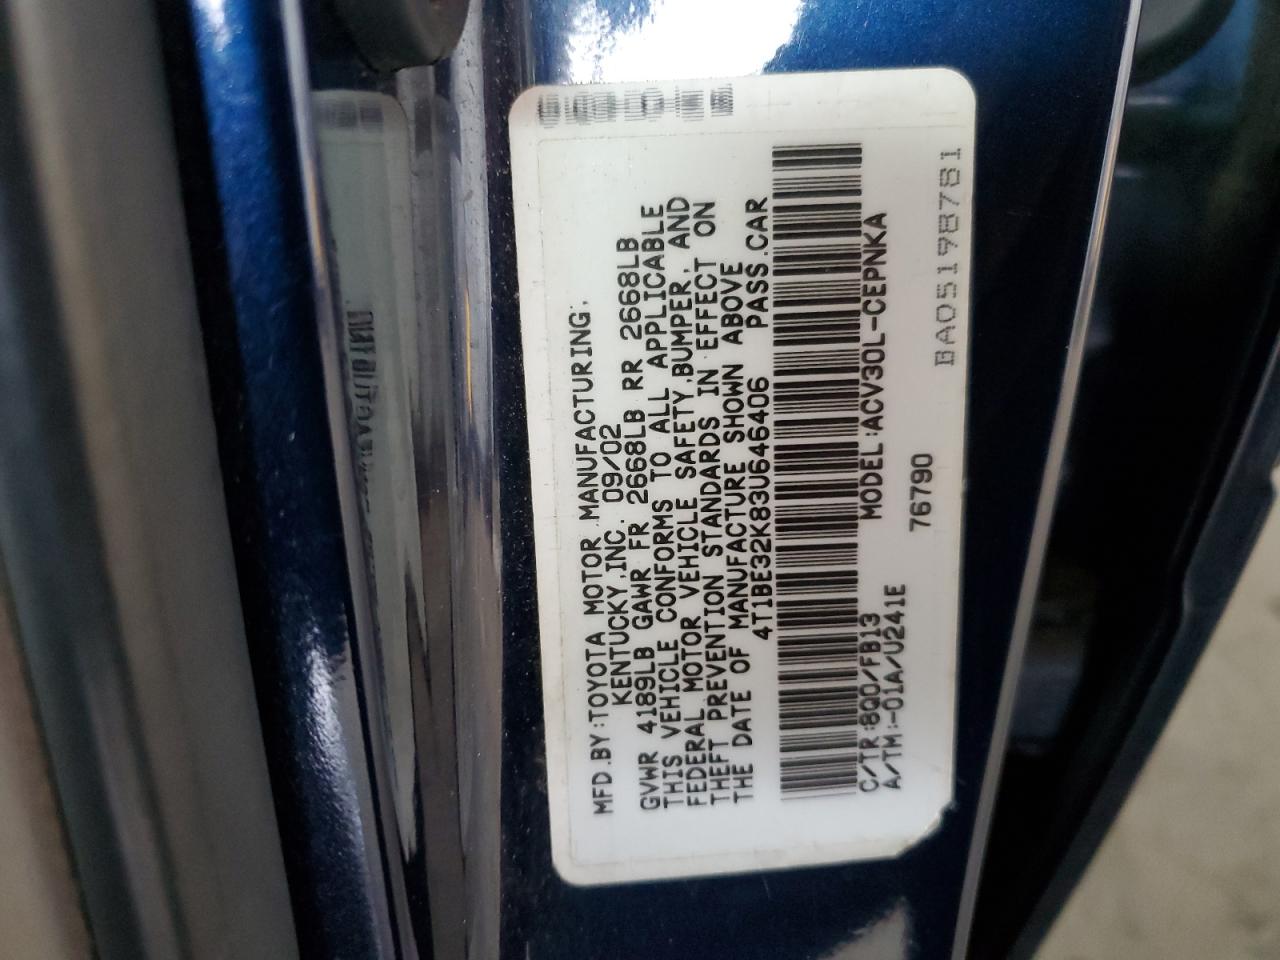 MFD.BY:TOYOTA MOTOR MANUFACTURING,
KENTUCKY,INC. 09/02
GVWR 4189LB GAWR FR 2668LB RR 2668LB
THIS VEHICLE CONFORMS TO ALL APPLICABLE
FEDERAL MOTOR VEHICLE SAFETY,BUMPER, AND
THEFT PREVENTION STANDARDS IN EFFECT ON
THE DATE OF MANUFACTURE SHOWN ABOVE
4T1BE32K83U646406 PASS.CAR
C/TR:8Q0/FB13 MODEL:ACV30L-CEPNKA
A/TM:-01A/U241E 76790
BA05198781